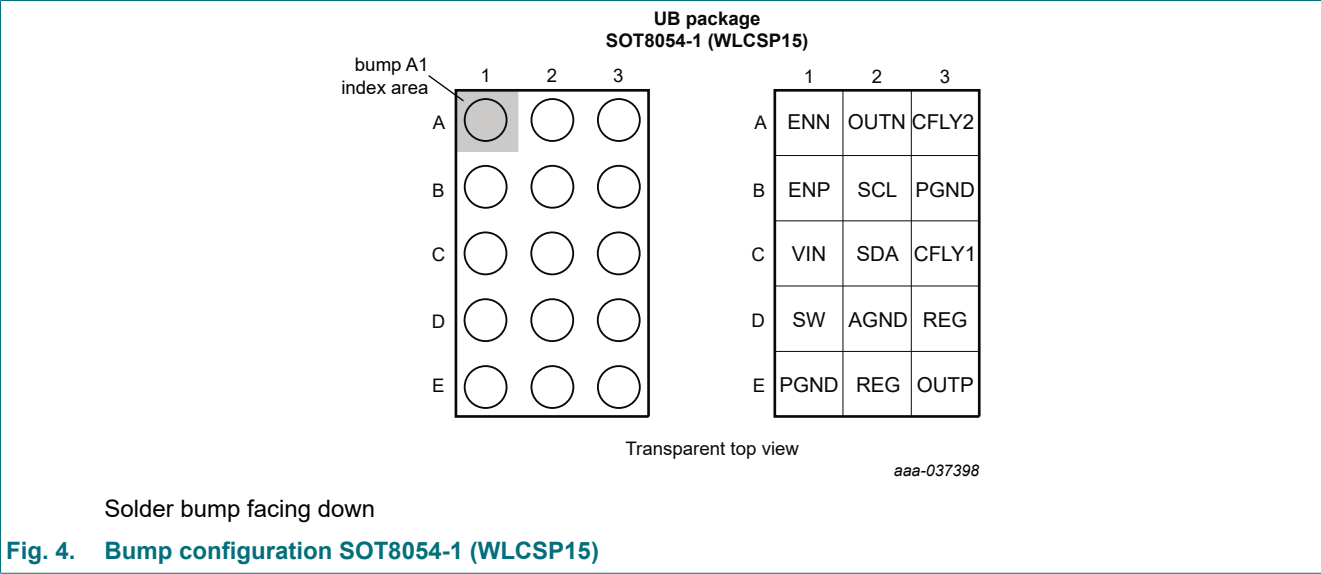 UB package
SOT8054-1 (WLCSP15)
bump A1
index area
1 2 3
A
B
C
D
E
1 2 3
A ENN OUTN CFLY2
B ENP SCL PGND
C VIN SDA CFLY1
D SW AGND REG
E PGND REG OUTP
Transparent top view
aaa-037398
Solder bump facing down
Fig. 4. Bump configuration SOT8054-1 (WLCSP15)